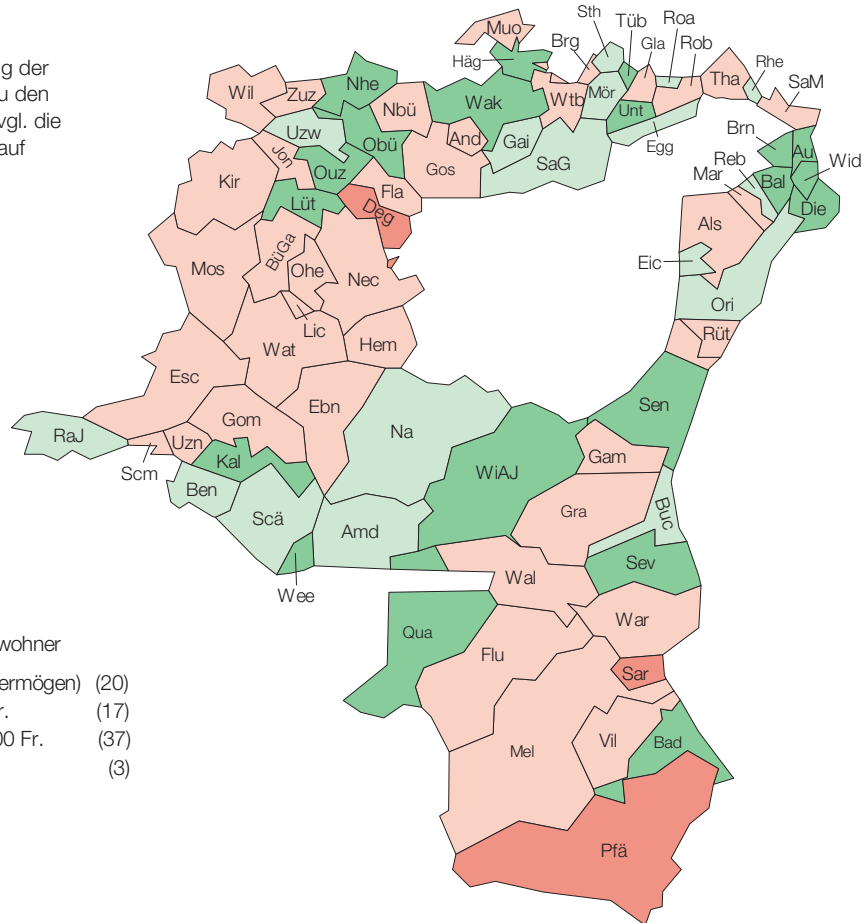 g der
u den
vgl. die
auf
Muo
Sth
Tüb
Roa
Brg
Gla
Rob
Häg
Rhe
Nhe
Tha
SaM
Wil
Zuz
Nbü
Wak
Wtb
Mör
Unt
Uzw
Obü
And
Gai
Egg
Brn
Au
Jon
Ouz
Gos
SaG
Reb
Wid
Kir
Fla
Mar
Bal
Lüt
Deg
Die
Als
BüGa
Eic
Mos
Ohe
Nec
Ori
Lic
Rüt
Wat
Hem
Esc
Ebn
Sen
Gom
Na
RaJ
Uzn
Gam
Scm
Kal
WiAJ
Ben
Gra
Buc
Scä
Amd
Sev
Wal
Wee
War
Qua
Flu
Sar
wohner
ermögen) (20)
r. (17)
00 Fr. (37)
(3)
Mel
Vil
Bad
Pfä